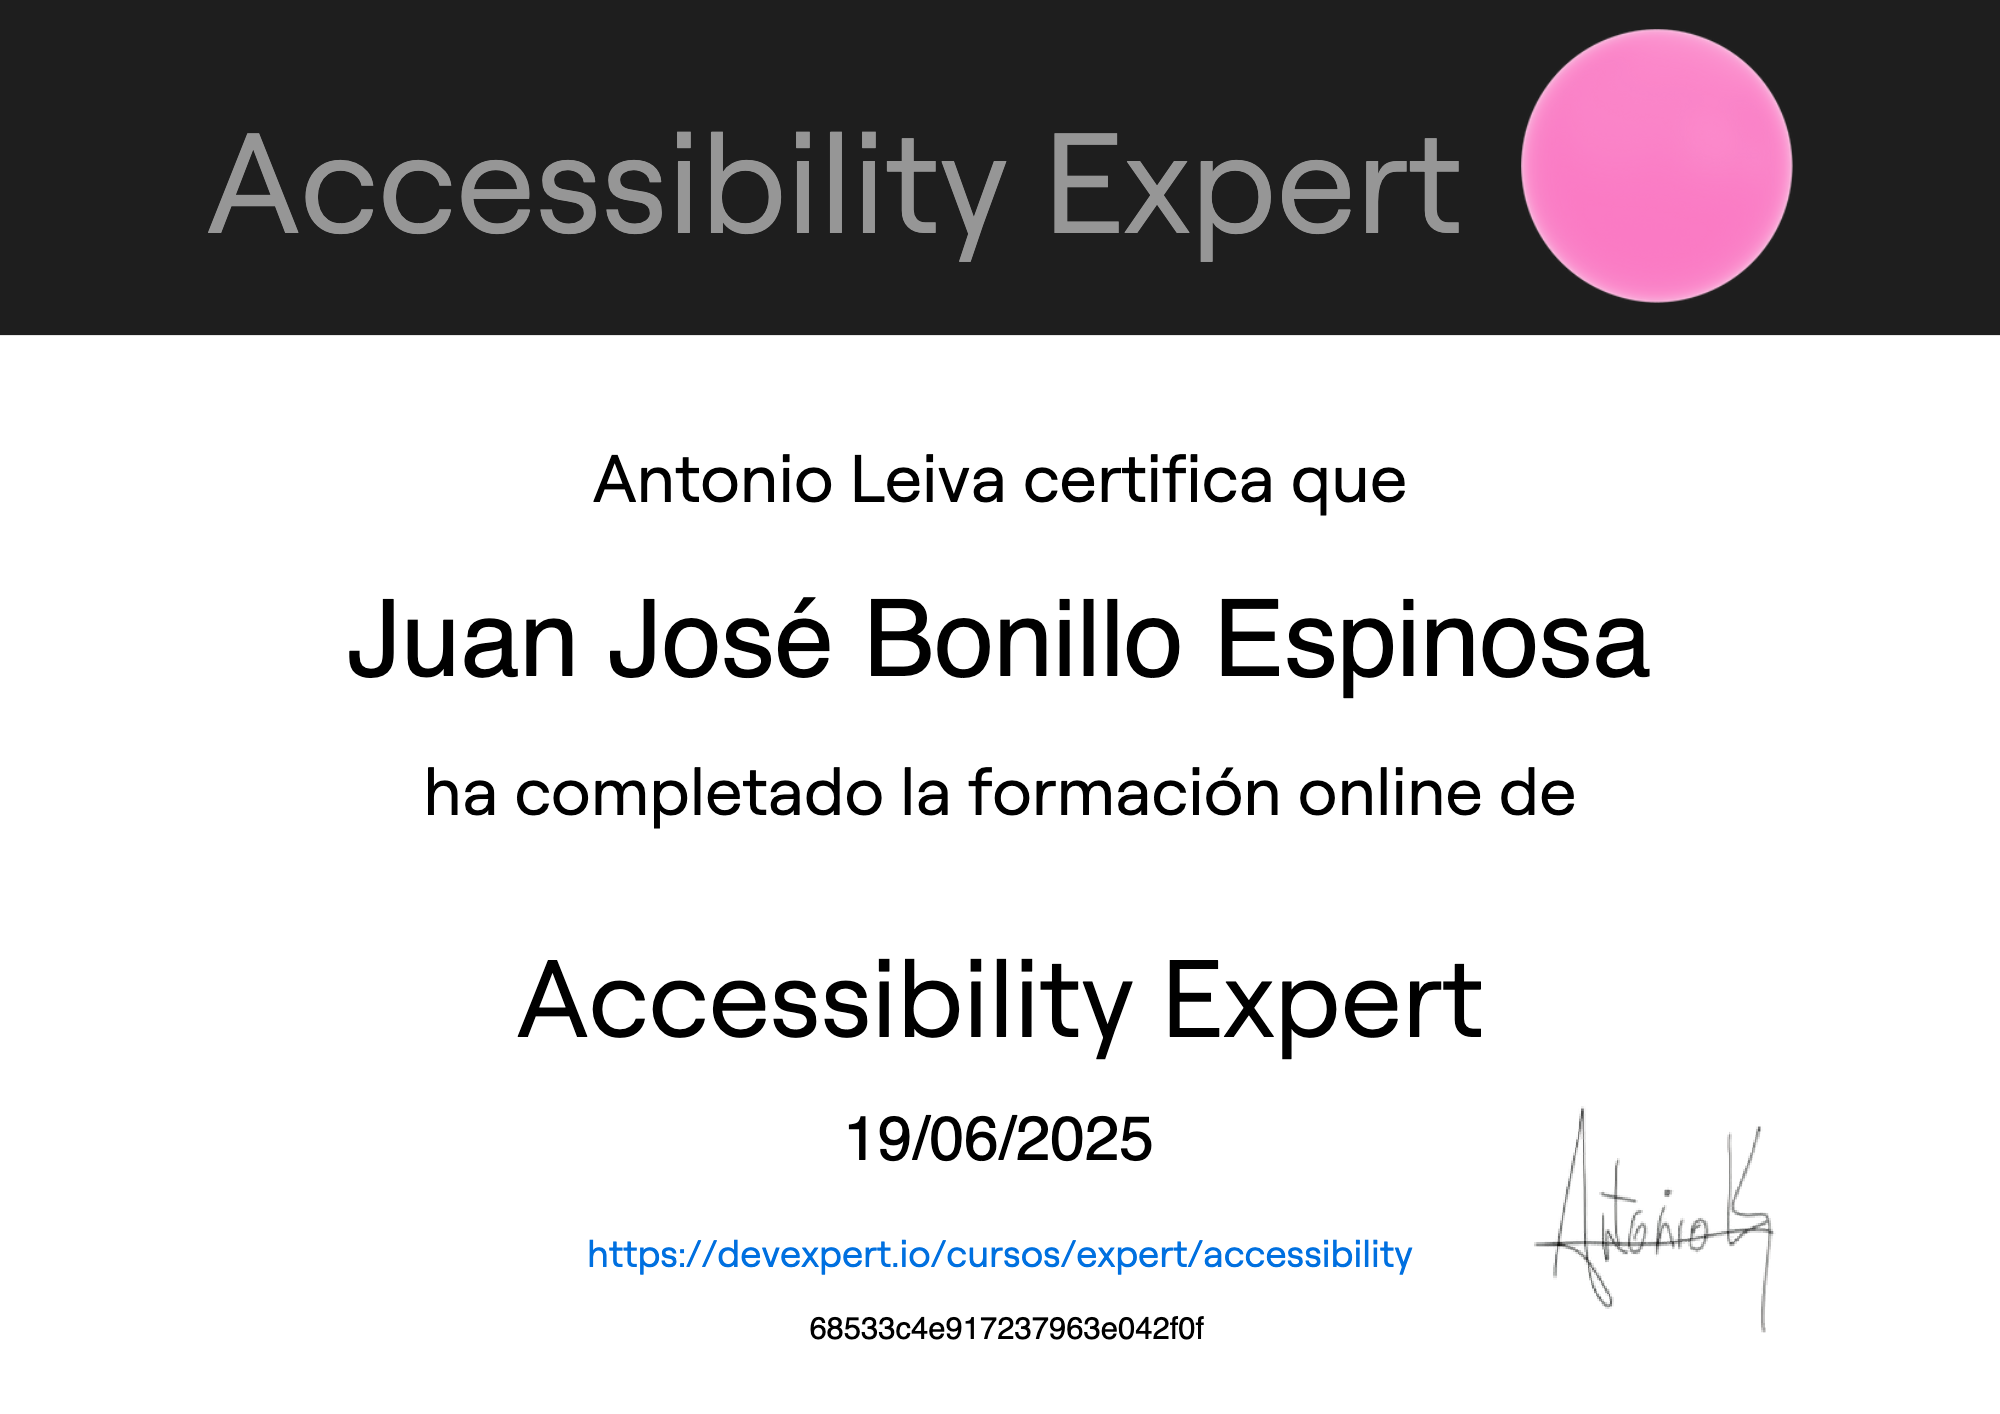 Accessibility Expert
Antonio Leiva certifica que
Juan José Bonillo Espinosa
ha completado la formación online de
Accessibility Expert
19/06/2025
https://devexpert.io/cursos/expert/accessibility
Antonio
68533c4e917237963e042f0f